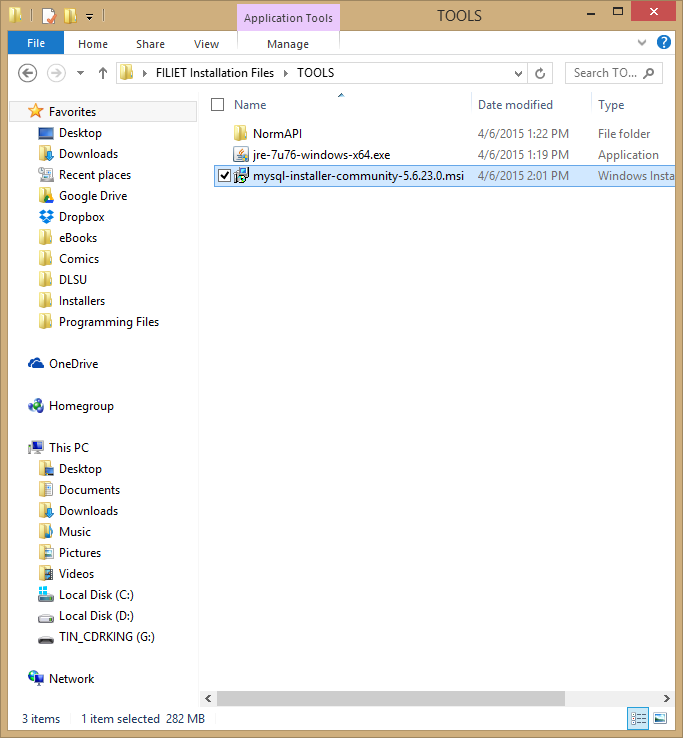 Application Tools
TOOLS
File
Home
Share
View
Manage
FILIET Installation Files
TOOLS
Search TO...
Name
Date modified
Type
NormAPI
4/6/2015 1:22 PM
File folder
jre-7u76-windows-x64.exe
4/6/2015 1:19 PM
Application
mysql-installer-community-5.6.23.0.msi
4/6/2015 2:01 PM
Windows Insta
Favorites
Desktop
Downloads
Recent places
Google Drive
Dropbox
eBooks
Comics
DLSU
Installers
Programming Files
OneDrive
Homegroup
This PC
Desktop
Documents
Downloads
Music
Pictures
Videos
Local Disk (C:)
Local Disk (D:)
TIN_CDRKING (G:)
Network
3 items
1 item selected 282 MB